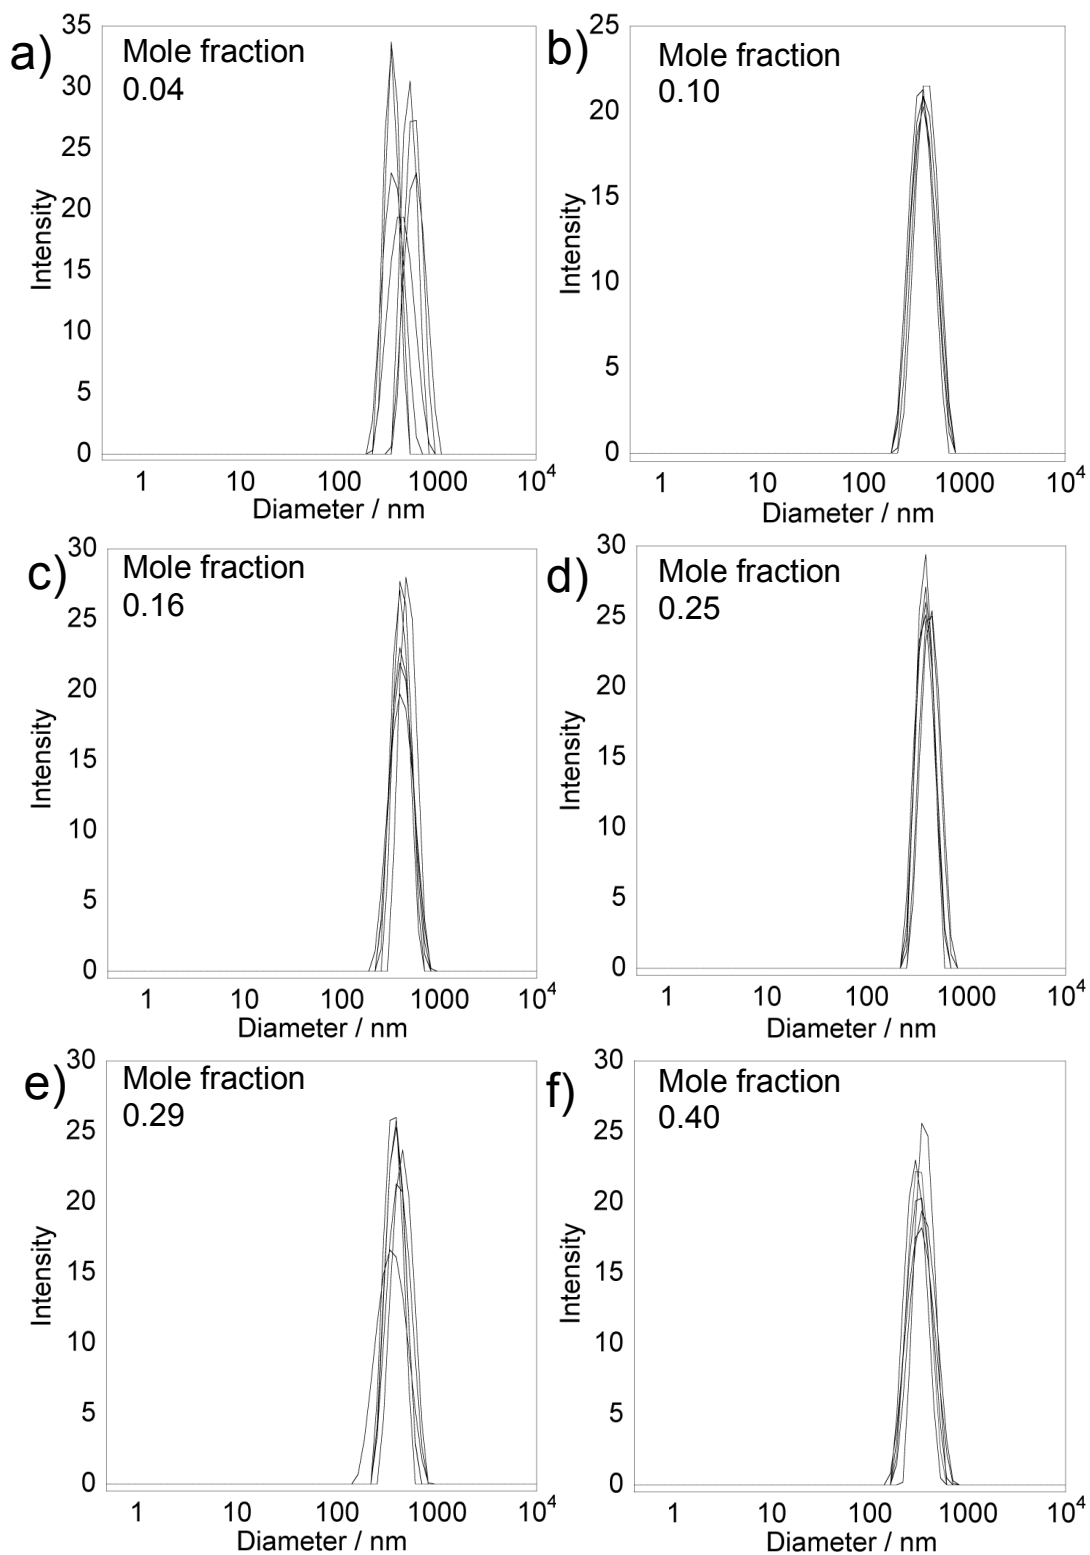 a)
Mole fraction
0.04
35
30
25
20
15
10
5
0
Intensity
1 10 100 1000 10⁴
Diameter / nm
b)
Mole fraction
0.10
25
20
15
10
5
0
Intensity
1 10 100 1000 10⁴
Diameter / nm
c)
Mole fraction
0.16
30
25
20
15
10
5
0
Intensity
1 10 100 1000 10⁴
Diameter / nm
d)
Mole fraction
0.25
30
25
20
15
10
5
0
Intensity
1 10 100 1000 10⁴
Diameter / nm
e)
Mole fraction
0.29
30
25
20
15
10
5
0
Intensity
1 10 100 1000 10⁴
Diameter / nm
f)
Mole fraction
0.40
30
25
20
15
10
5
0
Intensity
1 10 100 1000 10⁴
Diameter / nm